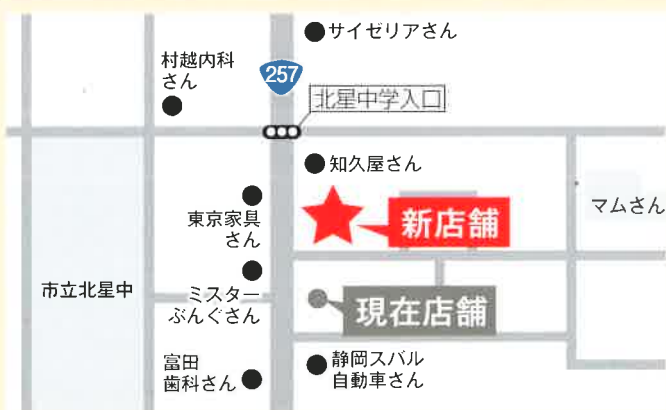 サイゼリアさん
村越内科
さん
257
北星中学入口
知久屋さん
東京家具
さん
新店舗
マムさん
市立北星中
ミスター
ぶんぐさん
現在店舗
富田
歯科さん
静岡スバル
自動車さん